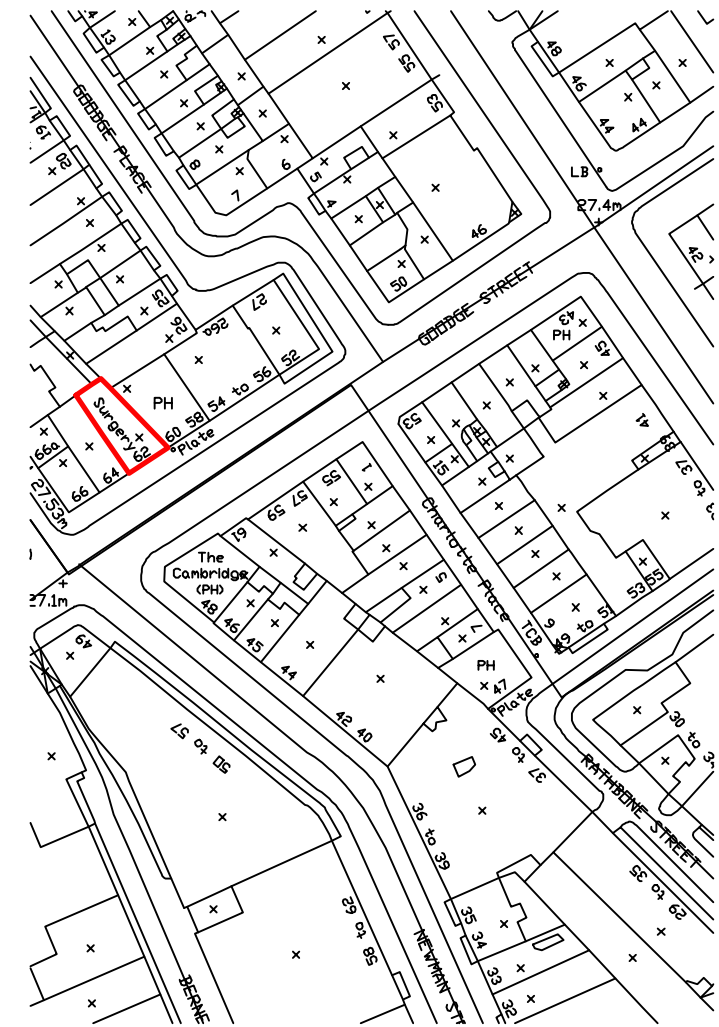 13
57
55
53
48
46
44
44
GOODGE PLACE
19
20
8
7
6
5
4
LB
27.4m
46
50
42
GOODGE STREET
25
26
26a
27
52
54 to 56
PH
58
60
Plate
Surgery
62
64
66
66a
27.53m
43
PH
45
41
39
37 to
53
15
1
55
57
59
61
Charlotte Place
The
Cambridge
(PH)
48
46
45
44
42 40
5
7
9
TCB
49 to 51
53
55
PH
47
Plate
27.1m
49
50 to 57
37 to 45
30 to 34
RATHBONE STREET
36 to 39
29 to 35
58 to 62
35
34
33
32
NEWMAN STR
BERNE